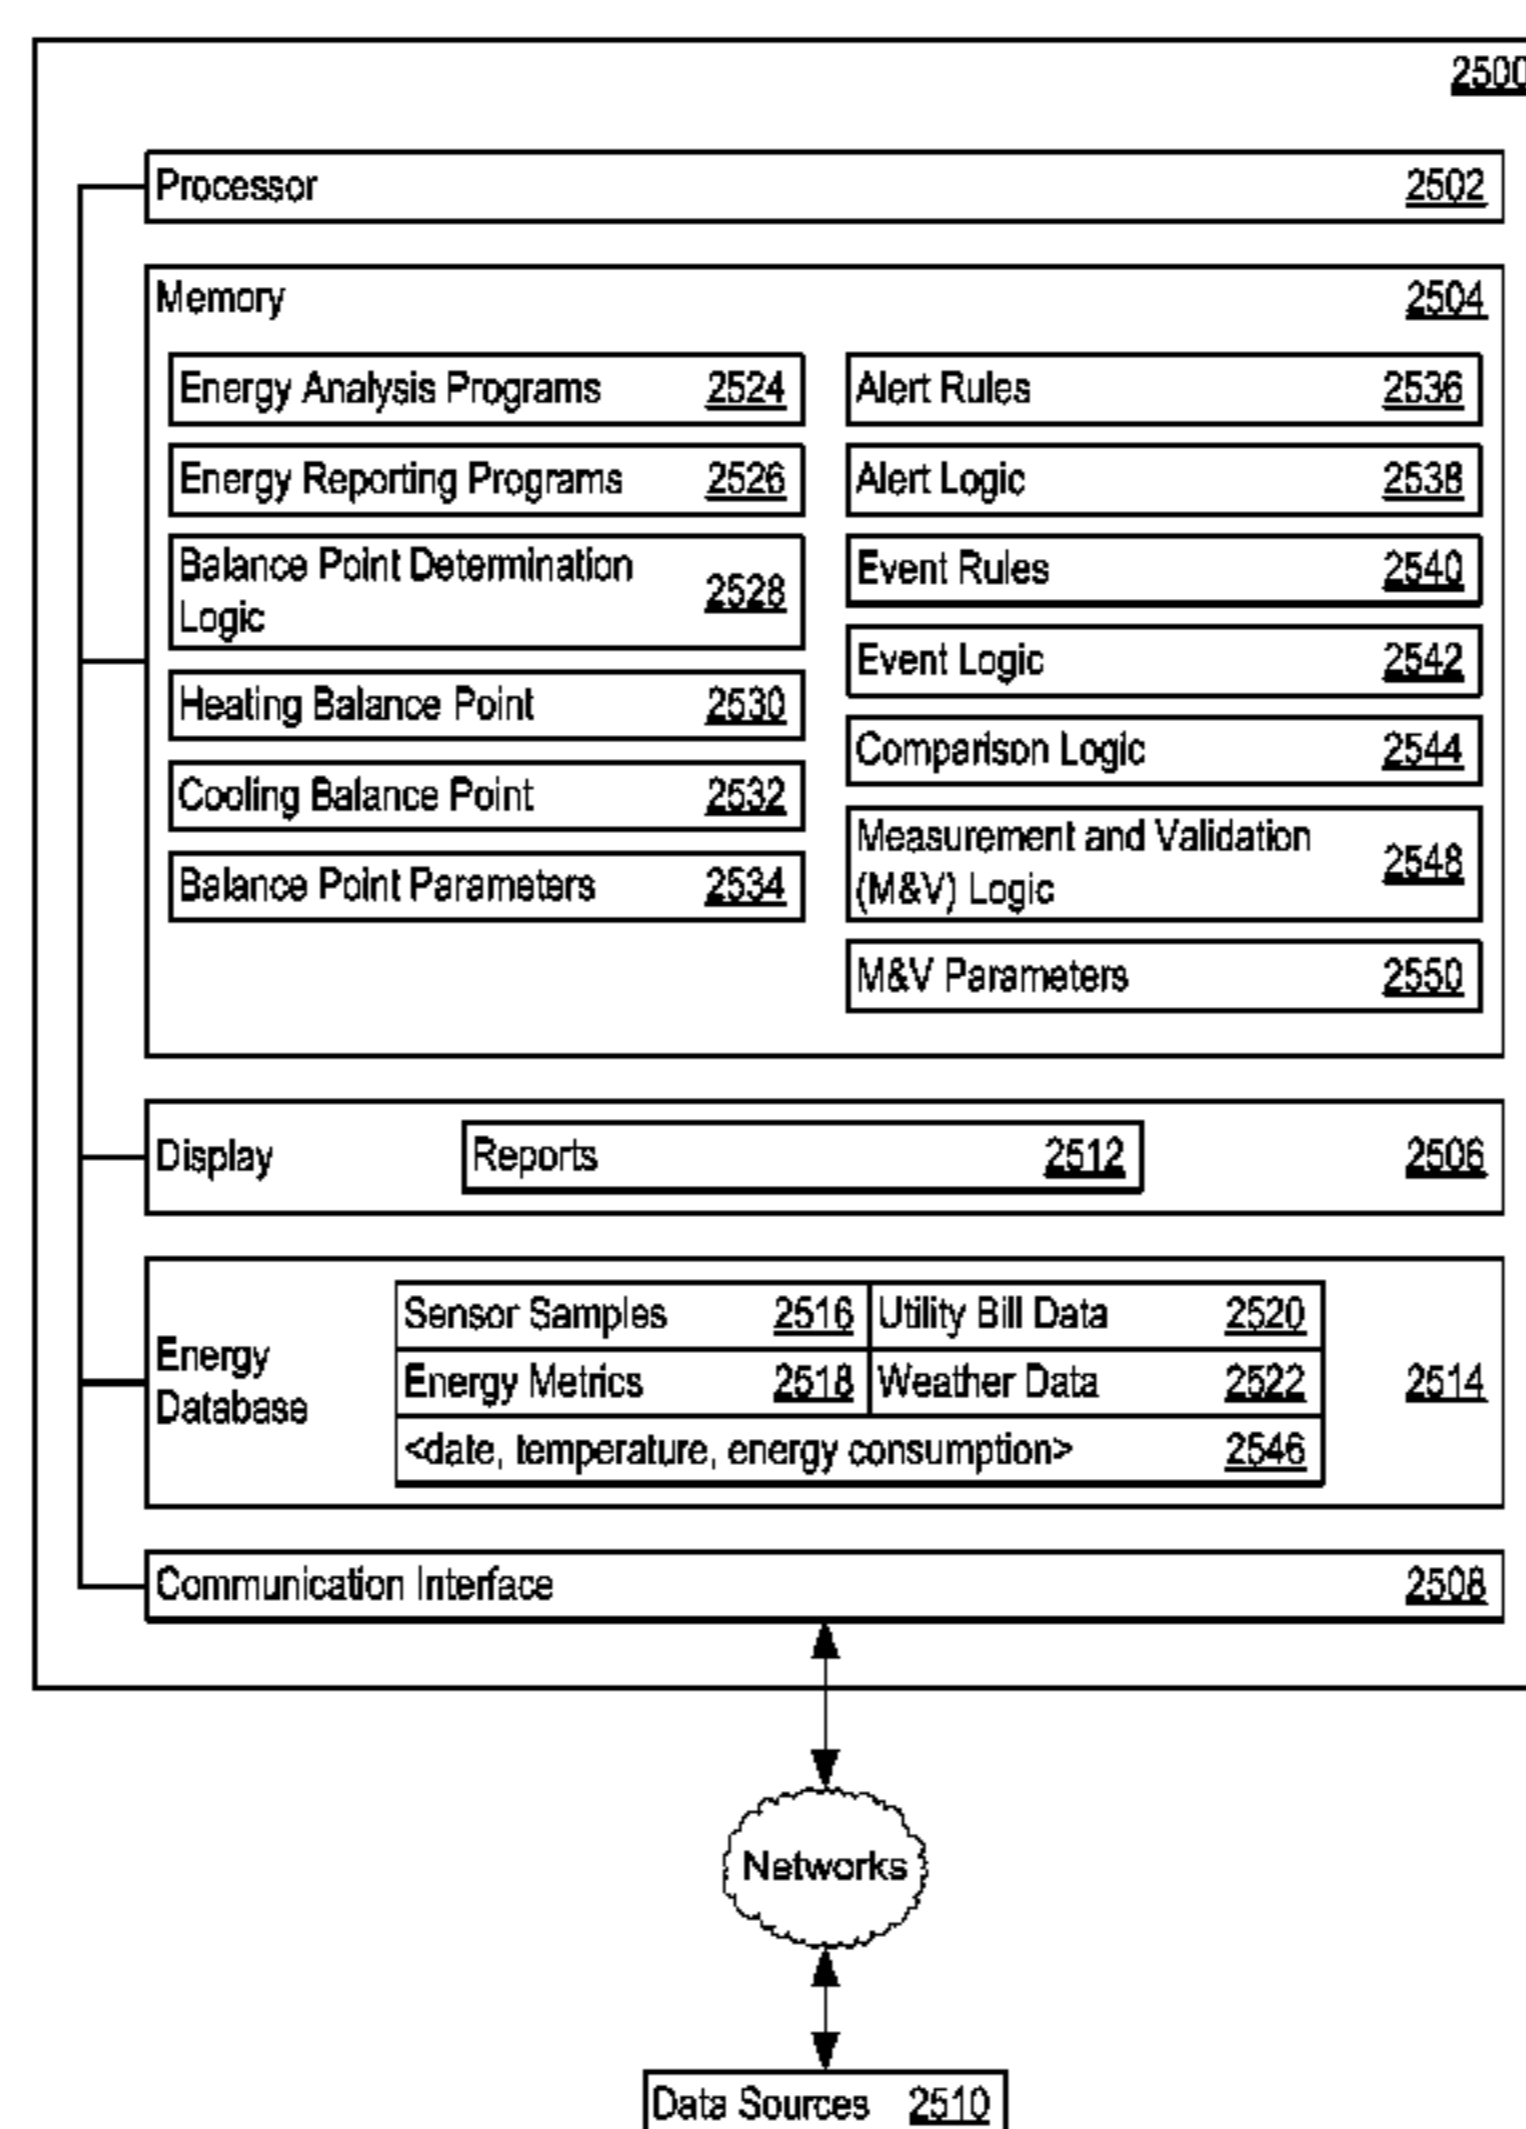 2500
Processor 2502
Memory 2504
Energy Analysis Programs 2524
Energy Reporting Programs 2526
Balance Point Determination
Logic 2528
Heating Balance Point 2530
Cooling Balance Point 2532
Balance Point Parameters 2534
Alert Rules 2536
Alert Logic 2538
Event Rules 2540
Event Logic 2542
Comparison Logic 2544
Measurement and Validation
(M&V) Logic 2548
M&V Parameters 2550
Display 2506
Reports 2512
Energy
Database 2514
Sensor Samples 2516 Utility Bill Data 2520
Energy Metrics 2518 Weather Data 2522
<date, temperature, energy consumption> 2546
Communication Interface 2508
Networks
Data Sources 2510